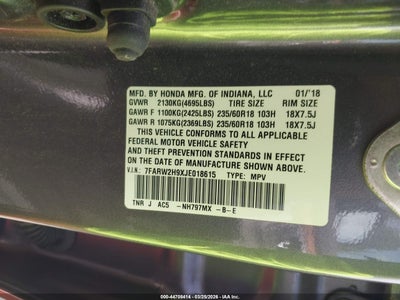 MFD. BY HONDA MFG. OF INDIANA, LLC 01/'18
GVWR 2130KG(4695LBS) TIRE SIZE RIM SIZE
GAWR F 1100KG(2425LBS) 235/60R18 103H 18X7.5J
GAWR R 1075KG(2369LBS) 235/60R18 103H 18X7.5J
THIS VEHICLE CONFORMS TO ALL APPLICABLE
FEDERAL MOTOR VEHICLE SAFETY
AND THEFT PREVENTION STANDARDS IN EFFECT
ON THE DATE OF MANUFACTURE SHOWN ABOVE.
V.I.N.: 7FARW2H9XJE018615 TYPE: MPV
TNR J AC5 -NH797MX -B-E
000-44708414 - 03/25/2026 - IAAI.COM